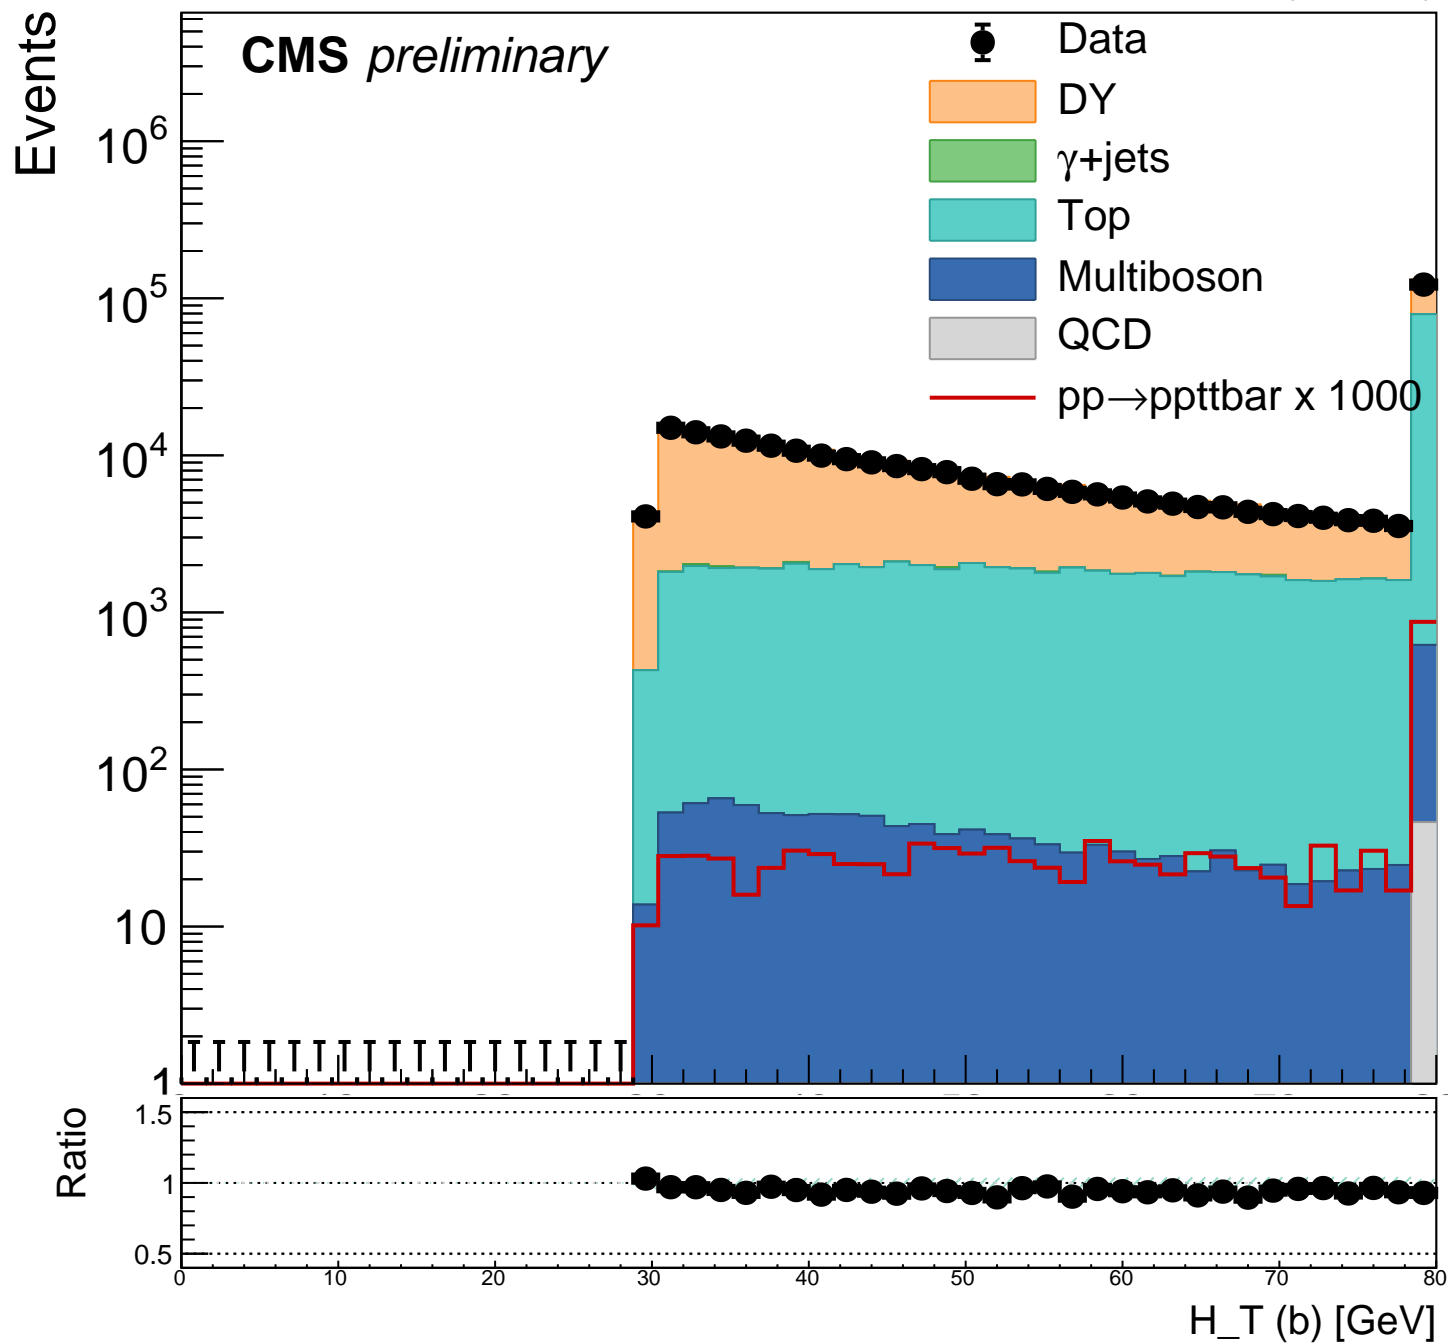 CMS preliminary
Data
DY
γ+jets
Top
Multiboson
QCD
pp→ppttbar x 1000
Events
10^6
10^5
10^4
10^3
10^2
10
1
Ratio
1.5
1
0.5
0 10 20 30 40 50 60 70 80
H_T (b) [GeV]